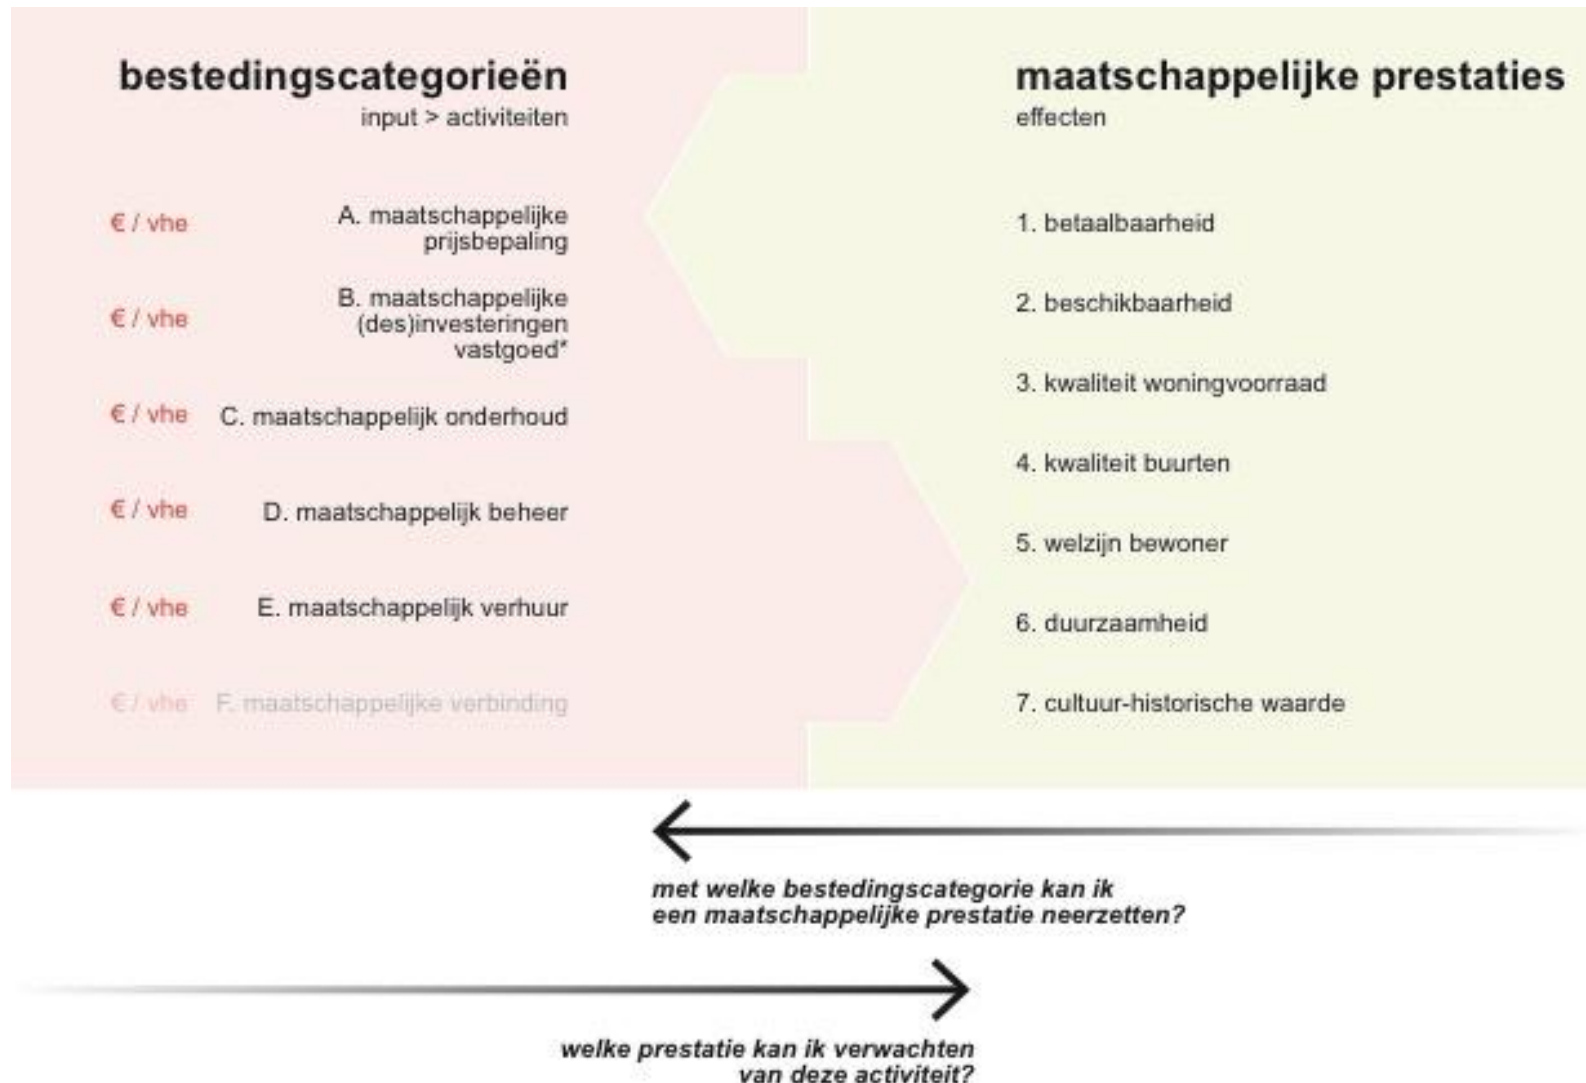 bestedingscategorieën
input > activiteiten
€ / vhe
A. maatschappelijke
prijsbepaling
€ / vhe
B. maatschappelijke
(des)investeringen
vastgoed*
€ / vhe
C. maatschappelijk onderhoud
€ / vhe
D. maatschappelijk beheer
€ / vhe
E. maatschappelijk verhuur
€ / vhe
F. maatschappelijke verbinding
maatschappelijke prestaties
effecten
1. betaalbaarheid
2. beschikbaarheid
3. kwaliteit woningvoorraad
4. kwaliteit buurten
5. welzijn bewoner
6. duurzaamheid
7. cultuur-historische waarde
met welke bestedingscategorie kan ik
een maatschappelijke prestatie neerzetten?
welke prestatie kan ik verwachten
van deze activiteit?